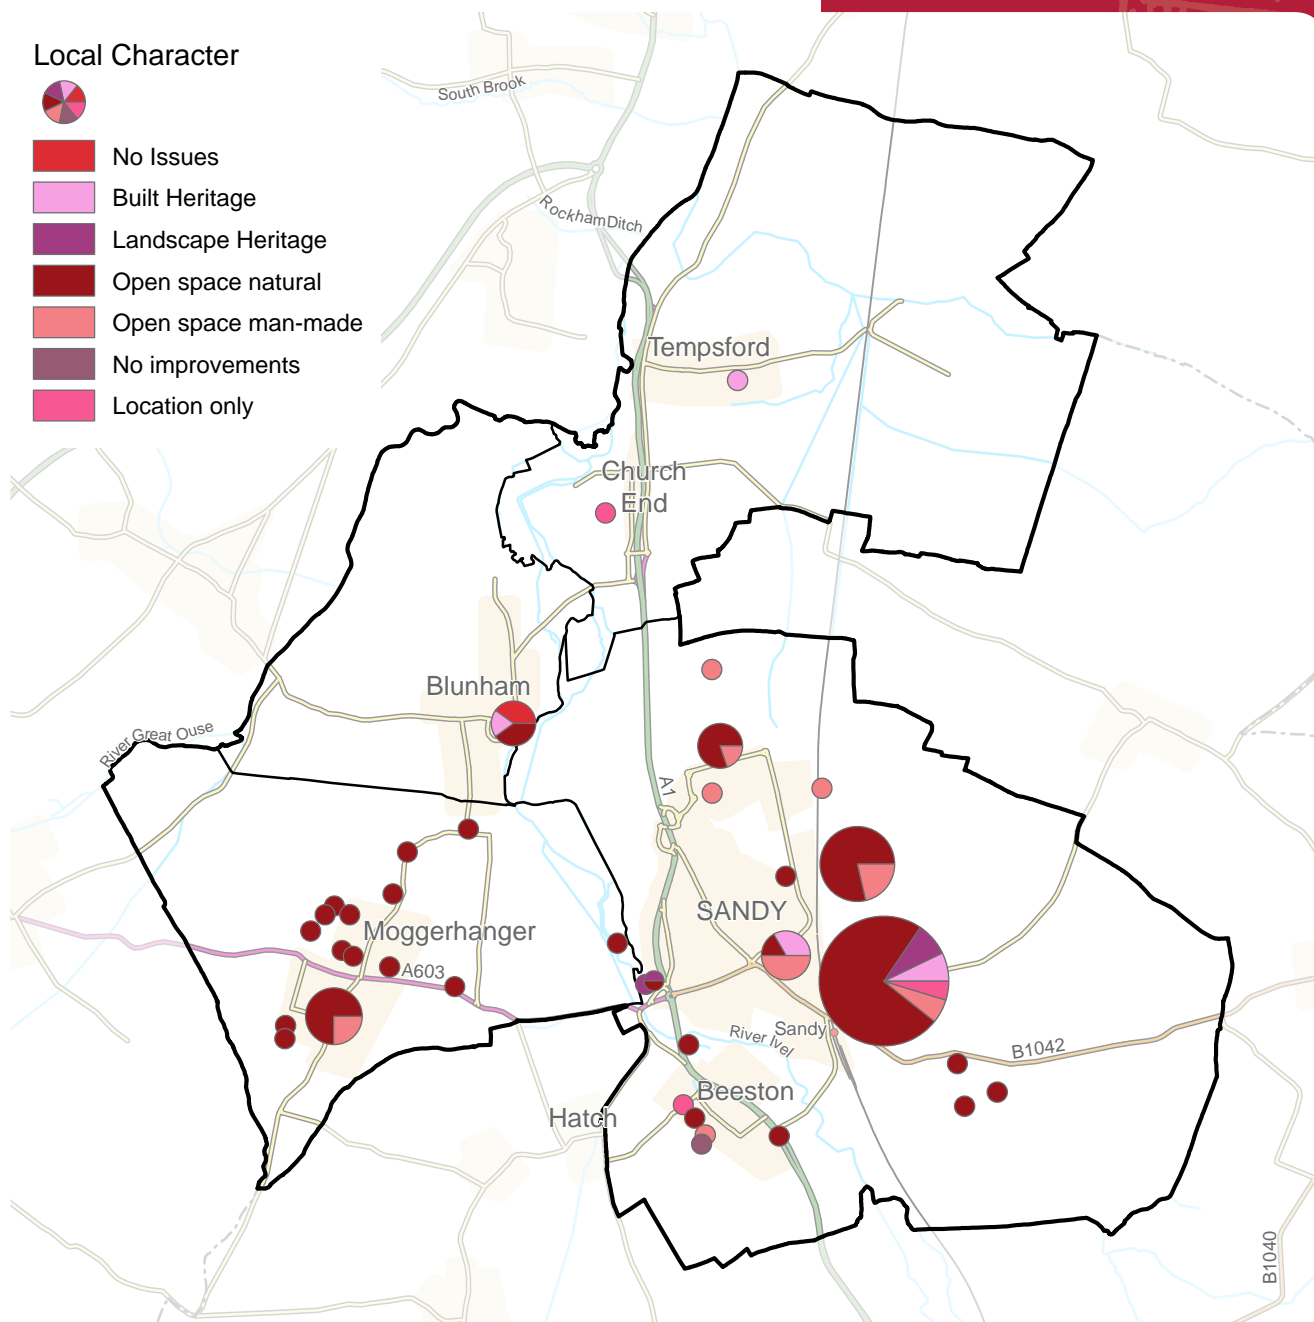 Local Character
No Issues
Built Heritage
Landscape Heritage
Open space natural
Open space man-made
No improvements
Location only
South Brook
RockhamDitch
Tempsford
Church
End
Blunham
River Great Ouse
A1
SANDY
Moggerhanger
A603
River Ivel
Sandy
B1042
Beeston
Hatch
B1040